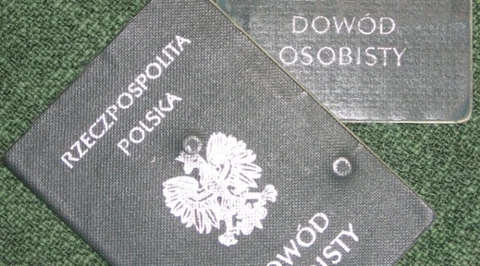 DOWÓD
OSOBISTY
RZECZPOSPOLITA
POLSKA
DOWÓD
OSOBISTY